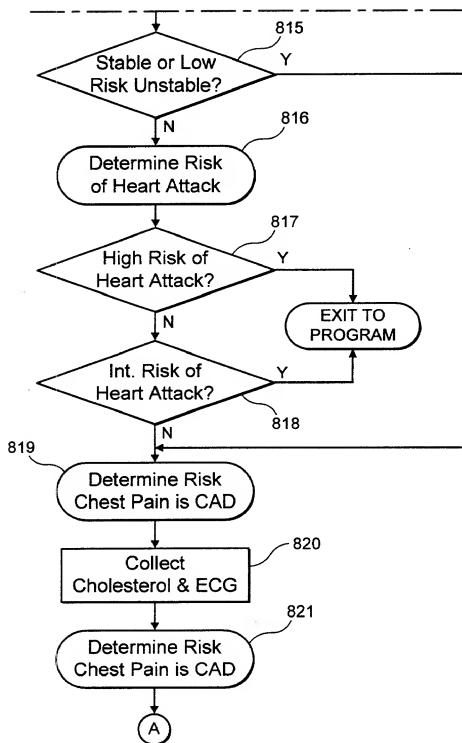 815
Stable or Low
Risk Unstable?
Y
N
816
Determine Risk
of Heart Attack
817
High Risk of
Heart Attack?
Y
N
EXIT TO
PROGRAM
Int. Risk of
Heart Attack?
Y
818
N
819
Determine Risk
Chest Pain is CAD
820
Collect
Cholesterol & ECG
821
Determine Risk
Chest Pain is CAD
A